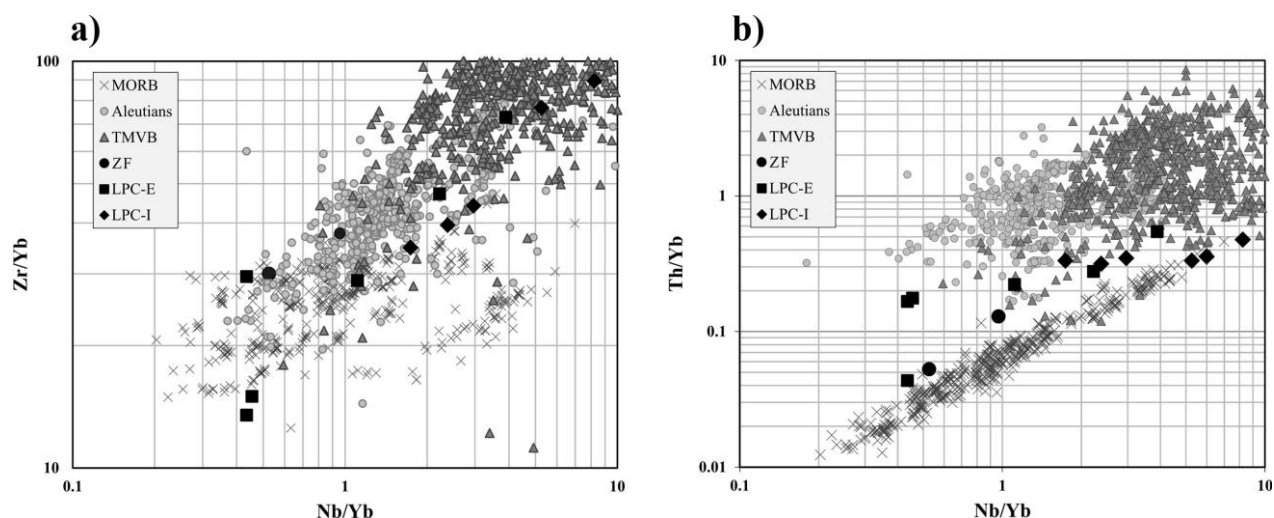 a)
100
10
Zr/Yb
MORB
Aleutians
TMVB
ZF
LPC-E
LPC-I
0.1
1
10
Nb/Yb
b)
10
1
0.1
0.01
Th/Yb
MORB
Aleutians
TMVB
ZF
LPC-E
LPC-I
0.1
1
10
Nb/Yb